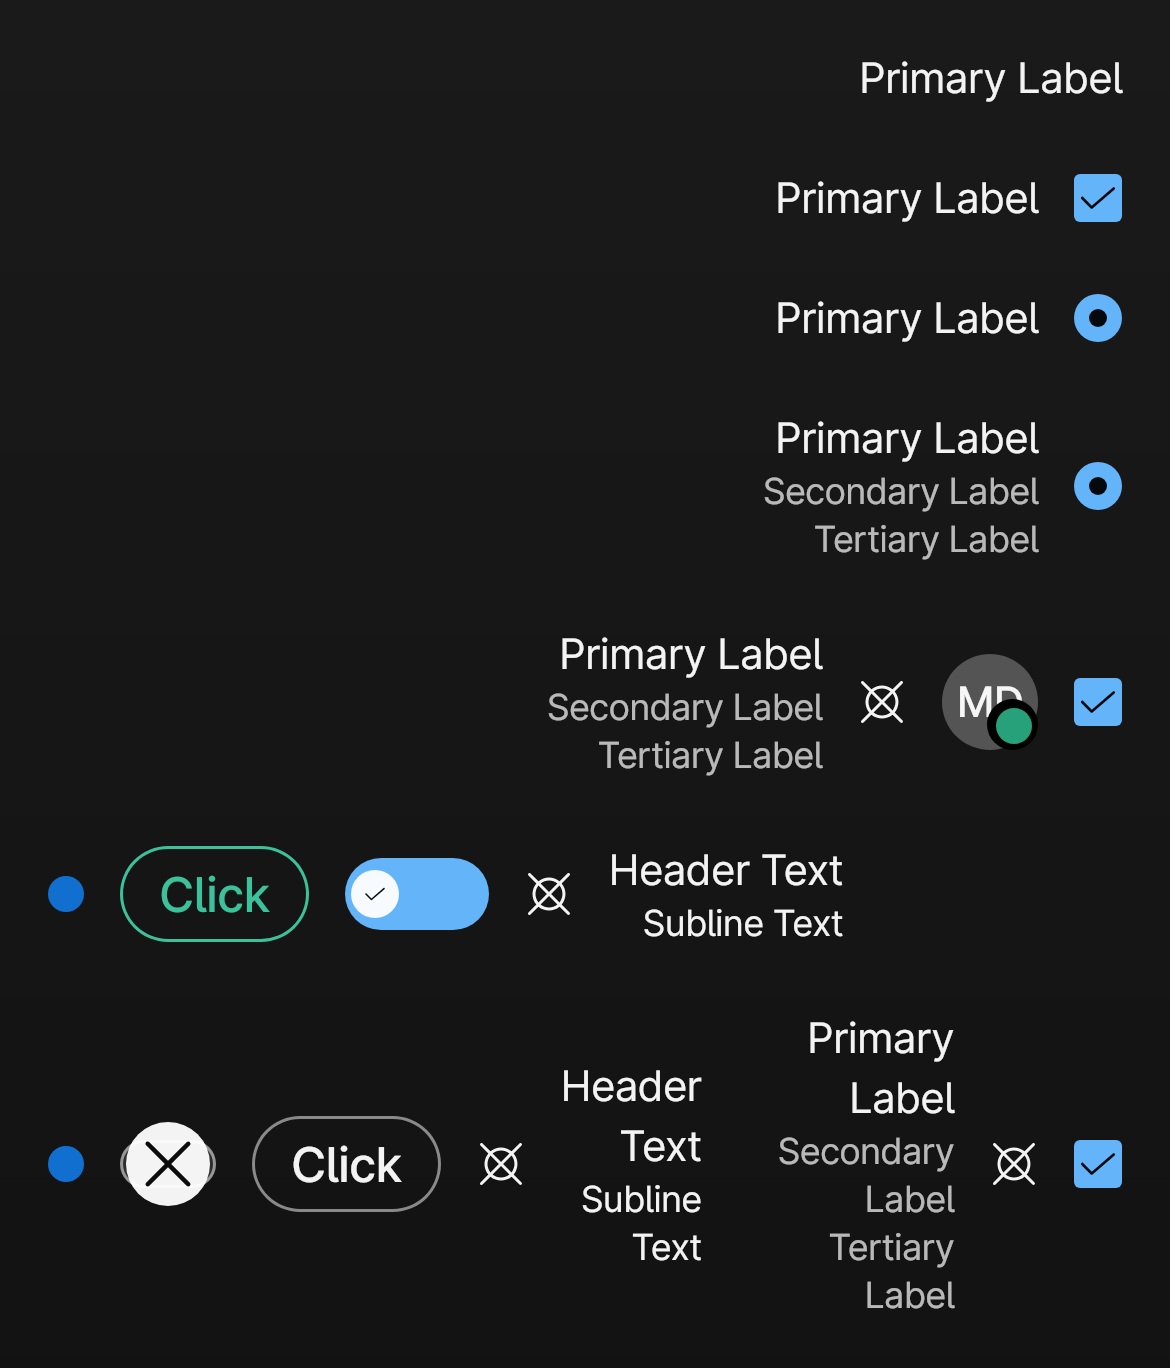 Primary Label
Primary Label
Primary Label
Primary Label
Secondary Label
Tertiary Label
Primary Label
Secondary Label
Tertiary Label
MD
Click
Header Text
Subline Text
Click
Header
Text
Subline
Text
Primary
Label
Secondary
Label
Tertiary
Label